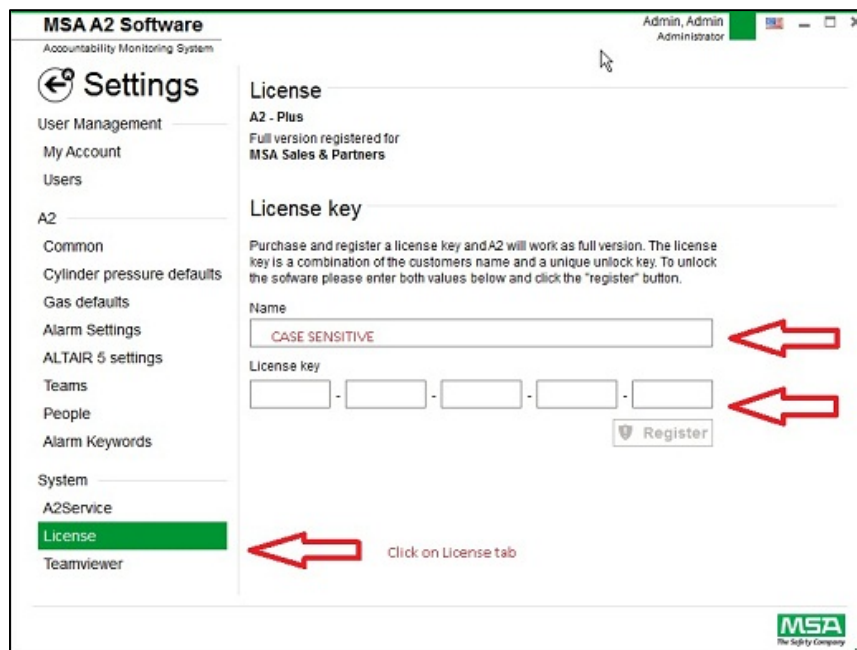 MSA A2 Software
Accountability Monitoring System
Admin, Admin
Administrator
Settings
User Management
My Account
Users
A2
Common
Cylinder pressure defaults
Gas defaults
Alarm Settings
ALTAIR 5 settings
Teams
People
Alarm Keywords
System
A2Service
License
Teamviewer
License
A2 - Plus
Full version registered for
MSA Sales & Partners
License key
Purchase and register a license key and A2 will work as full version. The license
key is a combination of the customers name and a unique unlock key. To unlock
the sofware please enter both values below and click the "register" button.
Name
CASE SENSITIVE
License key
- - - -
Register
Click on License tab
MSA
The Safety Company